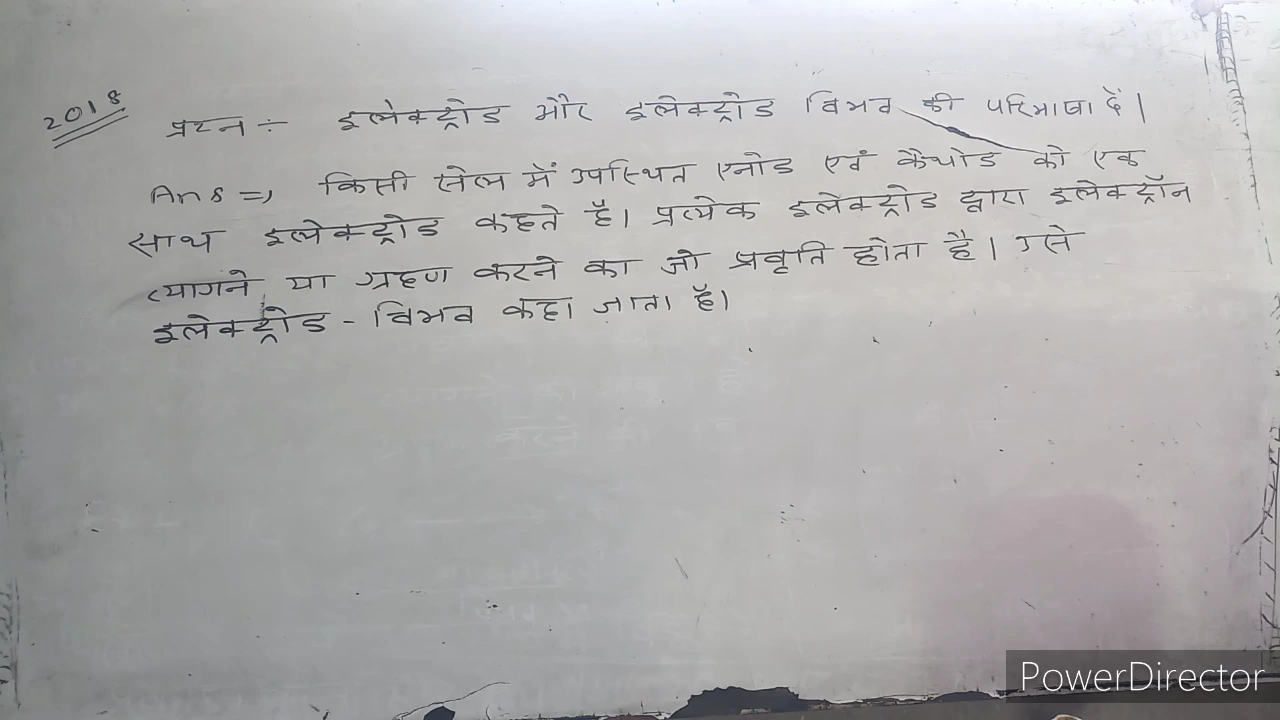 2018
प्रश्न ÷ इलेक्ट्रोड और इलेक्ट्रोड विभव की परिभाषा दें।
Ans ⇒, किसी सेल में उपस्थित एनोड एवं कैथोड को एक
साथ इलेक्ट्रोड कहते हैं। प्रत्येक इलेक्ट्रोड द्वारा इलेक्ट्रॉन
त्यागने या ग्रहण करने का जो प्रवृति होता है। उसे
इलेक्ट्रोड - विभव कहा जाता है।
PowerDirector